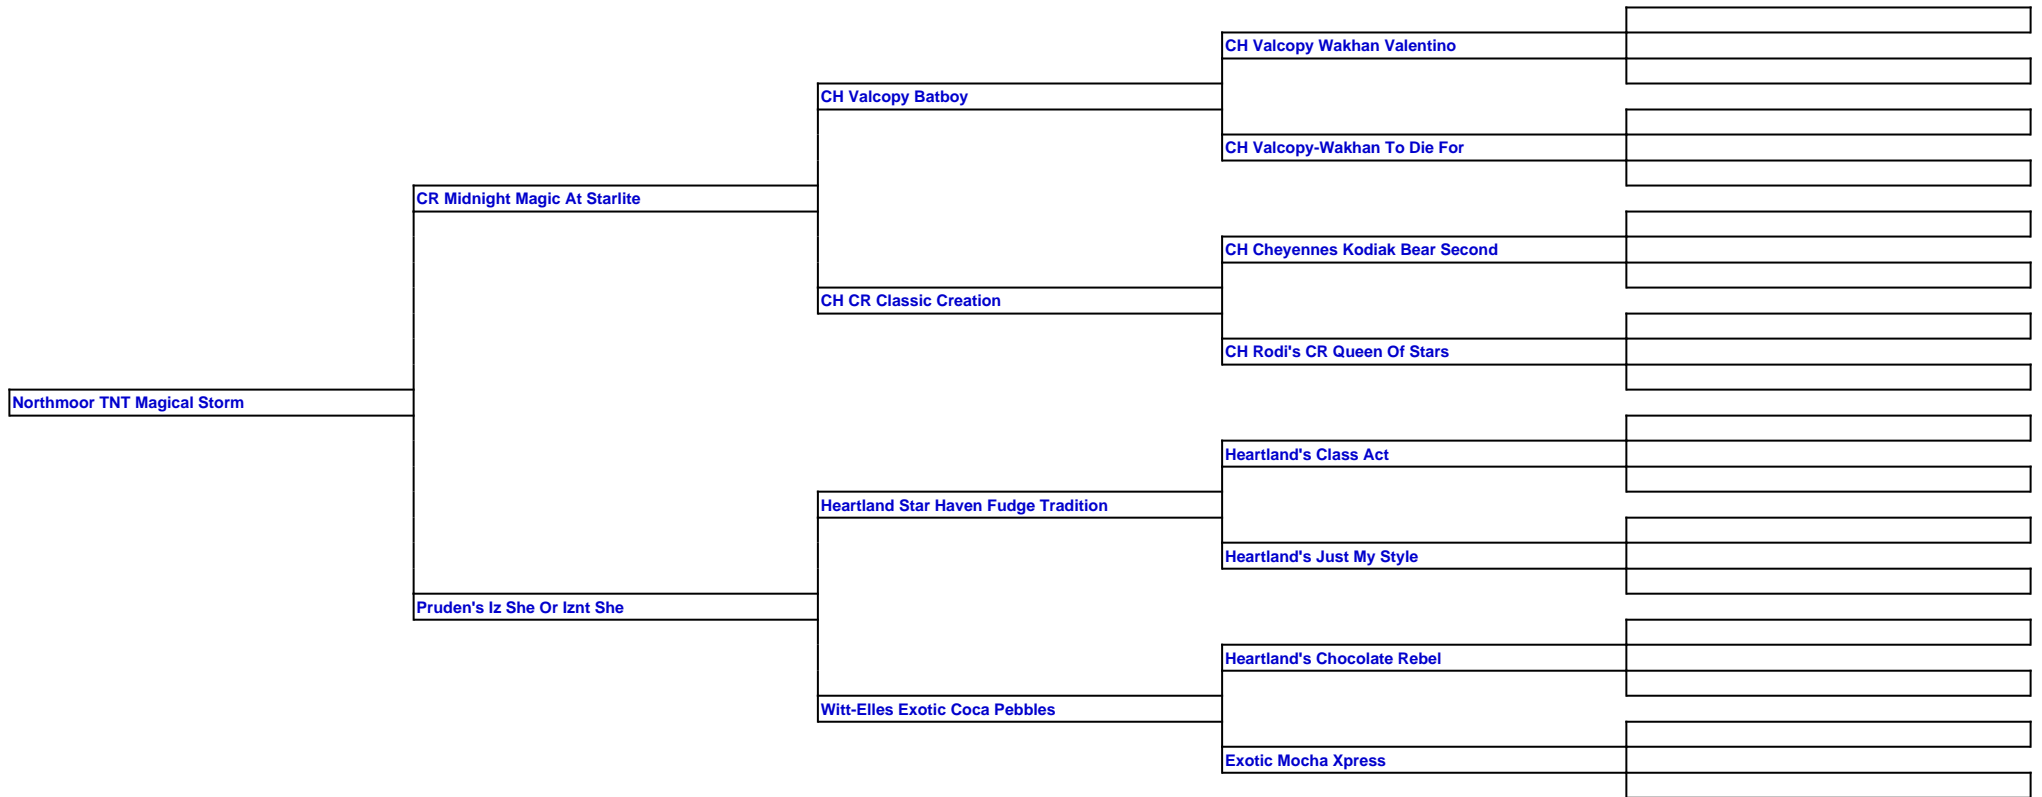 CH Valcopy Wakhan Valentino
CH Valcopy Batboy
CH Valcopy-Wakhan To Die For
CR Midnight Magic At Starlite
CH Cheyennes Kodiak Bear Second
CH CR Classic Creation
CH Rodi's CR Queen Of Stars
Northmoor TNT Magical Storm
Heartland's Class Act
Heartland Star Haven Fudge Tradition
Heartland's Just My Style
Pruden's Iz She Or Iznt She
Heartland's Chocolate Rebel
Witt-Elles Exotic Coca Pebbles
Exotic Mocha Xpress